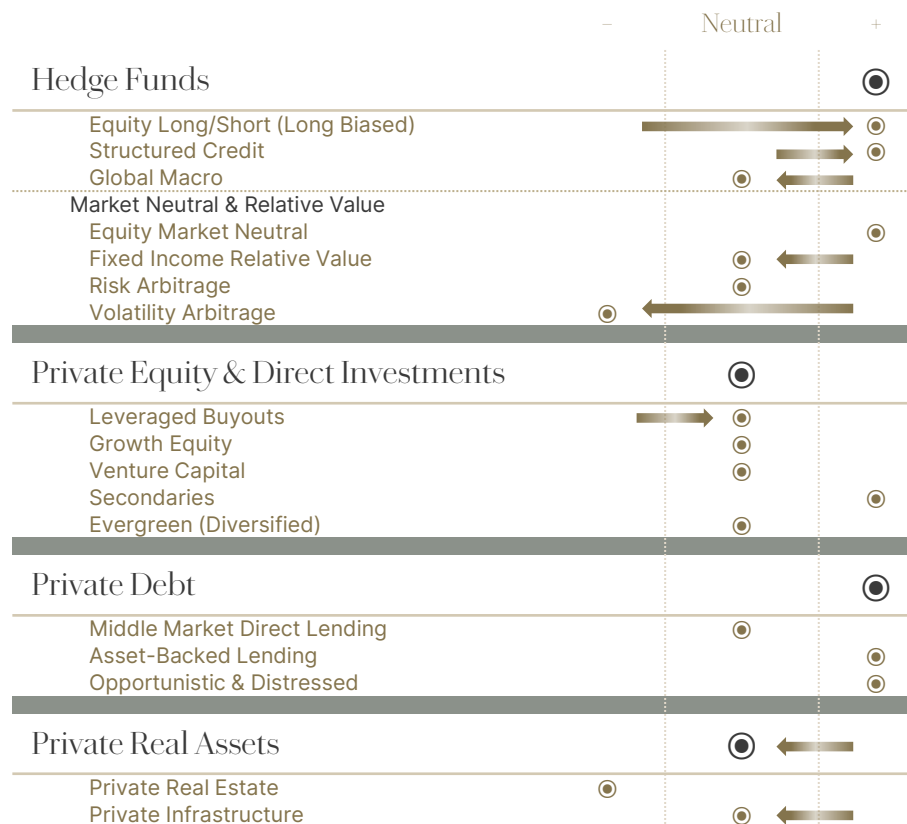 – Neutral +
Hedge Funds
Equity Long/Short (Long Biased)
Structured Credit
Global Macro
Market Neutral & Relative Value
Equity Market Neutral
Fixed Income Relative Value
Risk Arbitrage
Volatility Arbitrage
Private Equity & Direct Investments
Leveraged Buyouts
Growth Equity
Venture Capital
Secondaries
Evergreen (Diversified)
Private Debt
Middle Market Direct Lending
Asset-Backed Lending
Opportunistic & Distressed
Private Real Assets
Private Real Estate
Private Infrastructure